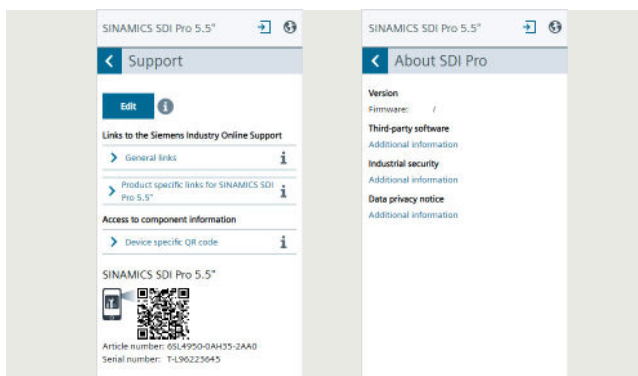 SINAMICS SDI Pro 5.5"
Support
Edit
Links to the Siemens Industry Online Support
General links
Product specific links for SINAMICS SDI
Pro 5.5"
Access to component information
Device specific QR code
SINAMICS SDI Pro 5.5"
Article number: 6SL4950-0AH35-2AA0
Serial number: T-L96223645
SINAMICS SDI Pro 5.5"
About SDI Pro
Version
Firmware: /
Third-party software
Additional information
Industrial security
Additional information
Data privacy notice
Additional information